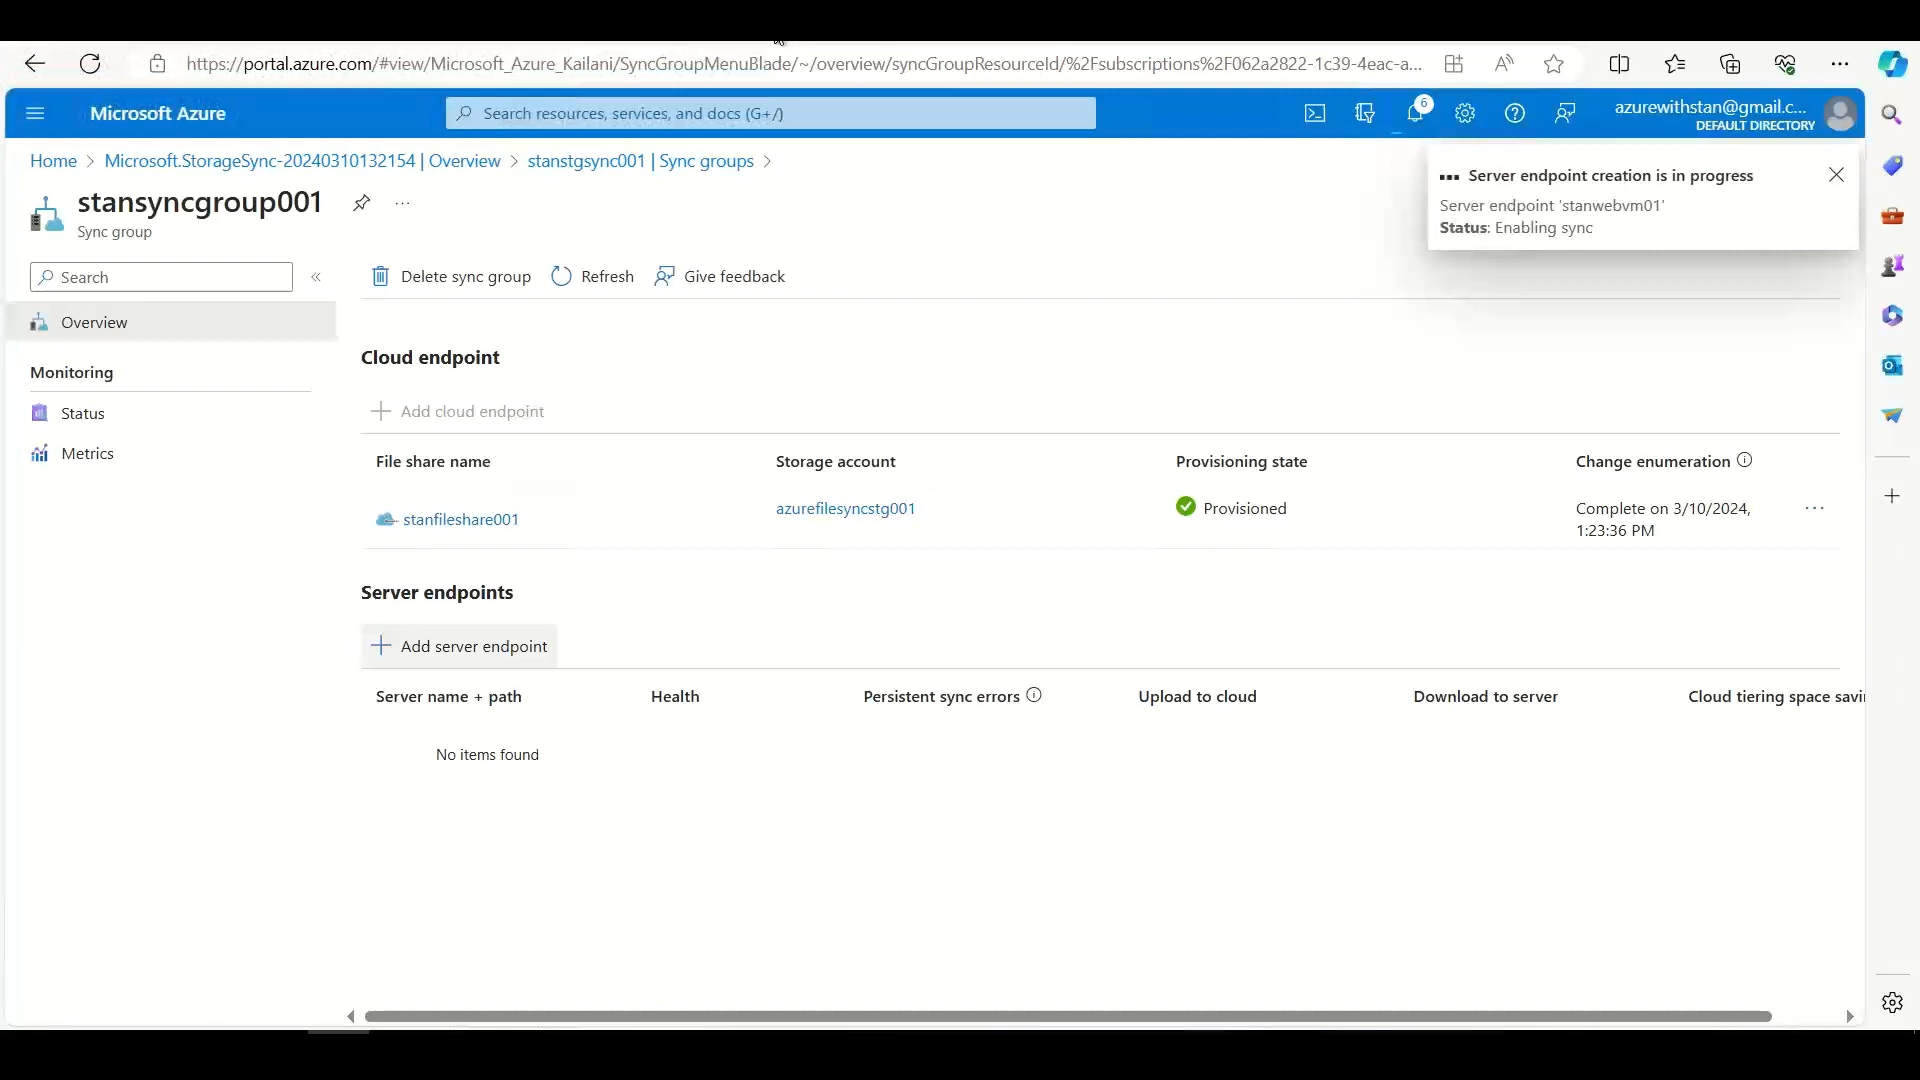 https://portal.azure.com/#view/Microsoft_Azure_Kailani/SyncGroupMenuBlade/~/overview/syncGroupResourceId/%2Fsubscriptions%2F062a2822-1c39-4eac-a...
Microsoft Azure
Search resources, services, and docs (G+/)
6
azurewithstan@gmail.c...
DEFAULT DIRECTORY
Home > Microsoft.StorageSync-20240310132154 | Overview > stanstgsync001 | Sync groups >
Server endpoint creation is in progress
Server endpoint 'stanwebvm01'
Status: Enabling sync
stansyncgroup001
Sync group
Search
Delete sync group
Refresh
Give feedback
Overview
Monitoring
Status
Metrics
Cloud endpoint
Add cloud endpoint
File share name
Storage account
Provisioning state
Change enumeration
stanfileshare001
azurefilesyncstg001
Provisioned
Complete on 3/10/2024,
1:23:36 PM
Server endpoints
Add server endpoint
Server name + path
Health
Persistent sync errors
Upload to cloud
Download to server
Cloud tiering space savi
No items found